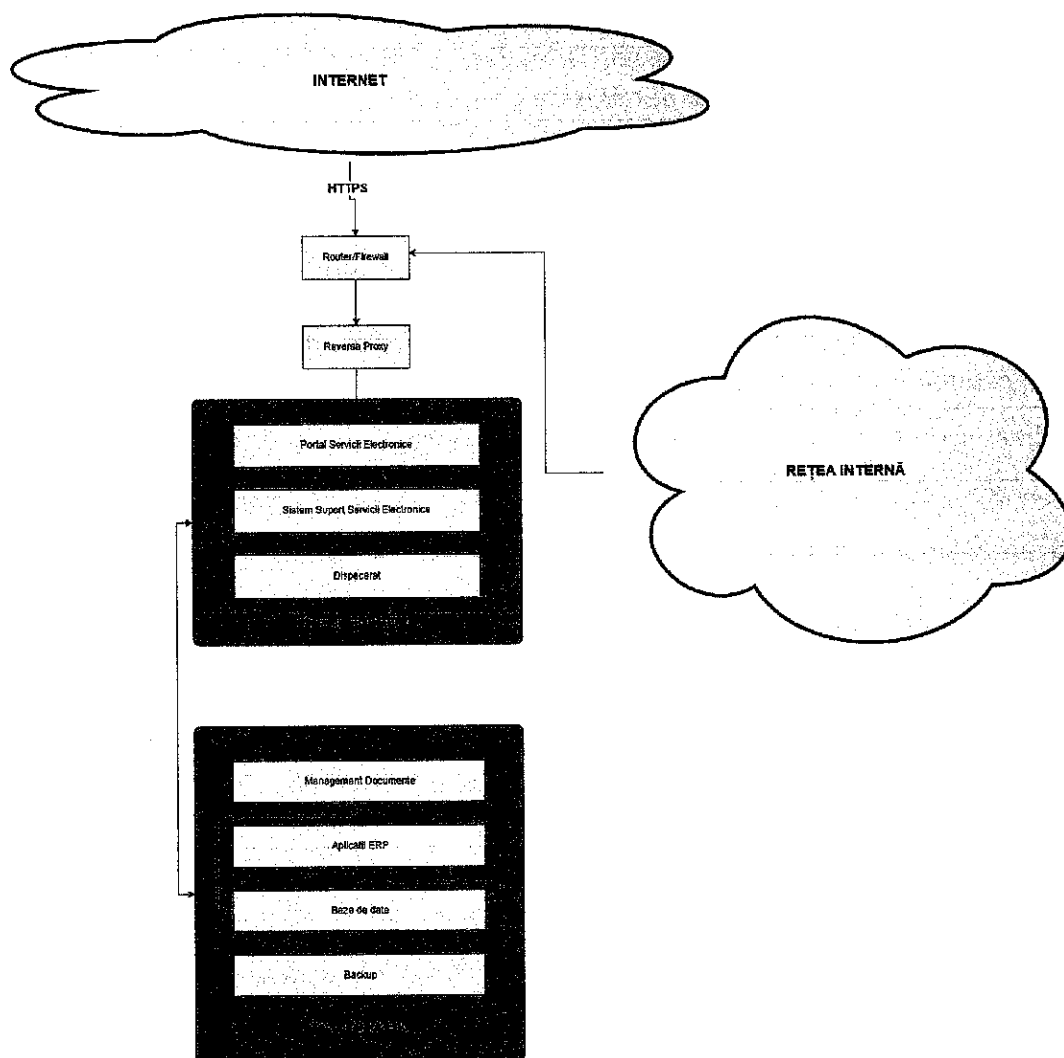 INTERNET
HTTPS
Router/Firewall
Reverse Proxy
Portal Servicii Electronice
Sistem Suport Servicii Electronice
Dispecerat
REȚEA INTERNĂ
Management Documente
Aplicatii ERP
Baze de date
Backup